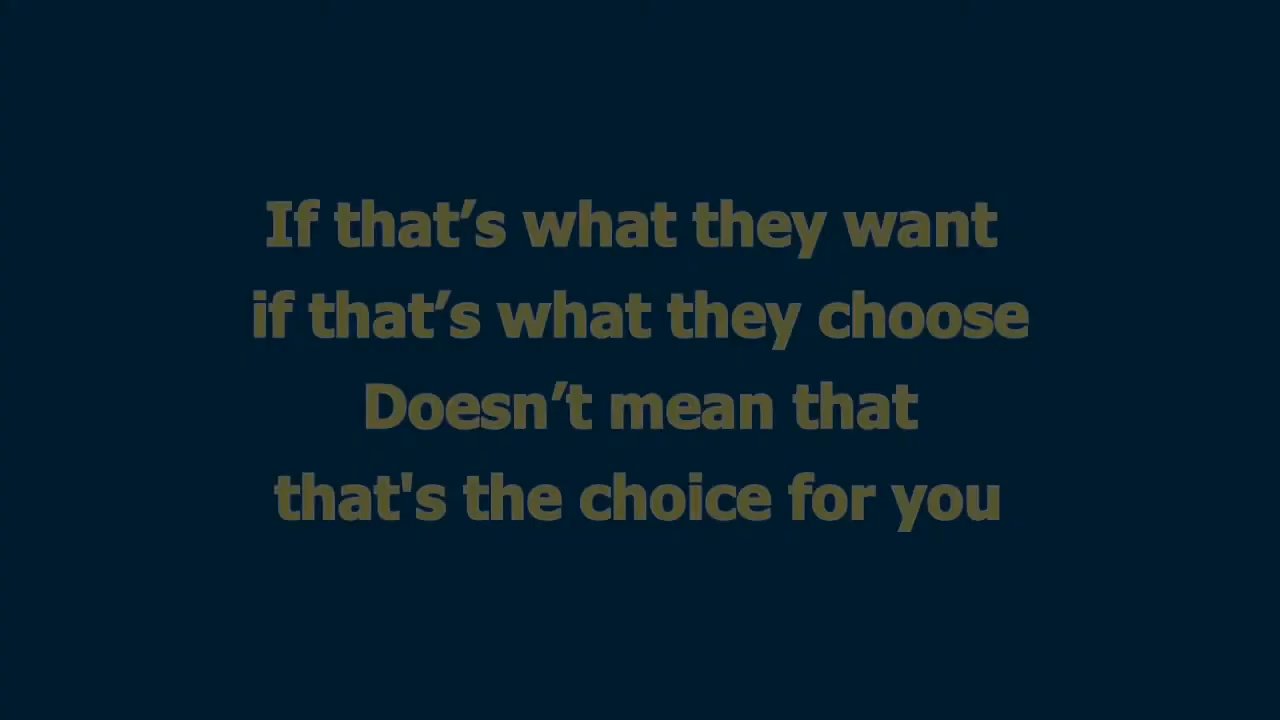 If that’s what they want
if that’s what they choose
Doesn’t mean that
that's the choice for you